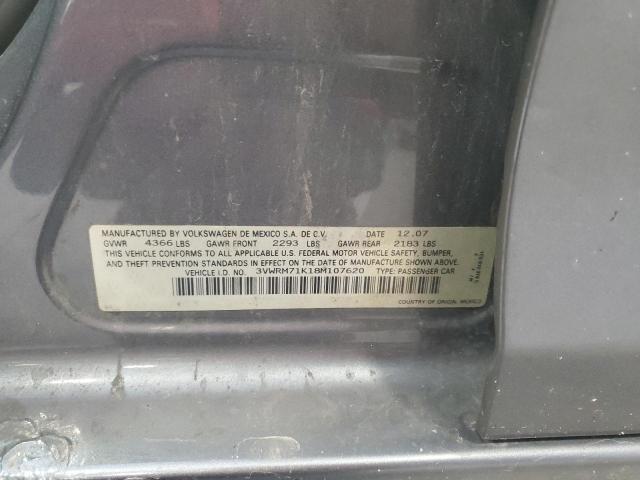 MANUFACTURED BY VOLKSWAGEN DE MEXICO S.A. DE C.V. DATE 12.07
GVWR 4366 LBS GAWR FRONT 2293 LBS GAWR REAR 2183 LBS
THIS VEHICLE CONFORMS TO ALL APPLICABLE U.S. FEDERAL MOTOR VEHICLE SAFETY, BUMPER,
AND THEFT PREVENTION STANDARDS IN EFFECT ON THE DATE OF MANUFACTURE SHOWN ABOVE.
VEHICLE I.D. NO. 3VWRM71K18M107620 TYPE: PASSENGER CAR
COUNTRY OF ORIGIN, MEXICO